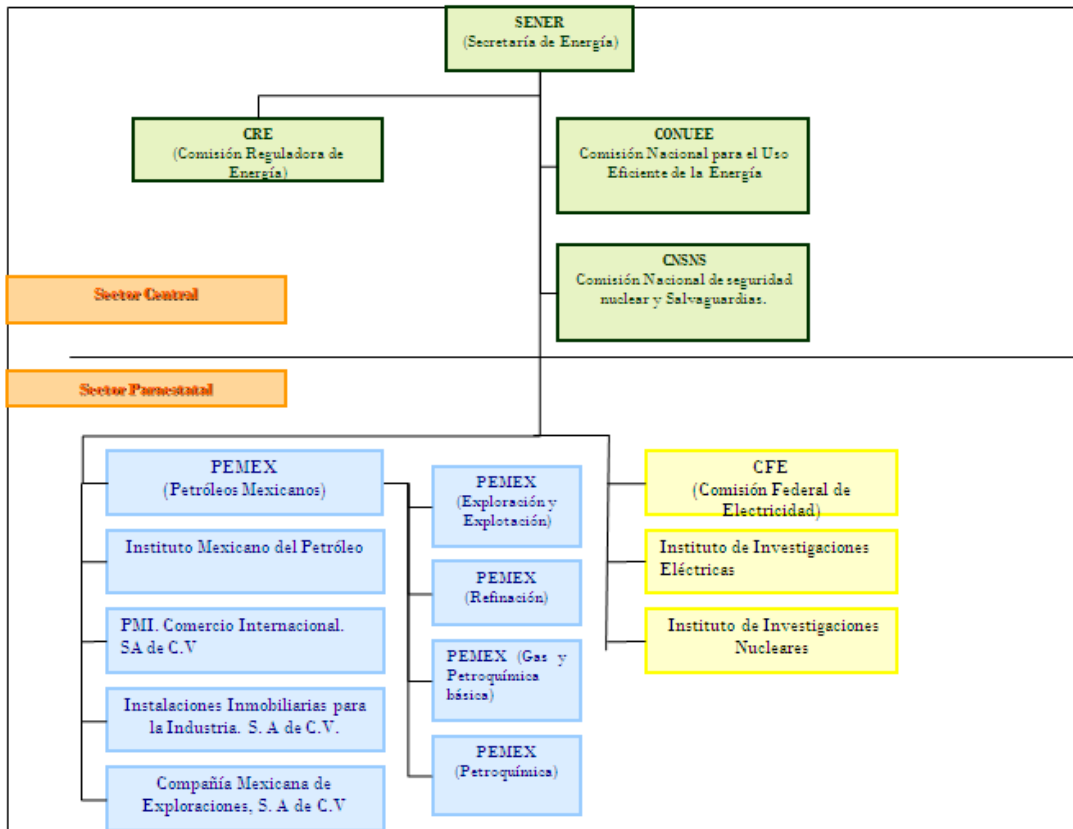 SENER
(Secretaría de Energía)
CRE
(Comisión Reguladora de
Energía)
CONUEE
Comisión Nacional para el Uso
Eficiente de la Energía
CNSNS
Comisión Nacional de seguridad
nuclear y Salvaguardias.
Sector Central
Sector Paraestatal
PEMEX
(Petróleos Mexicanos)
Instituto Mexicano del Petróleo
PMI. Comercio Internacional.
SA de C.V
Instalaciones Inmobiliarias para
la Industria. S. A de C.V.
Compañía Mexicana de
Exploraciones, S. A de C.V
PEMEX
(Exploración y
Explotación)
PEMEX
(Refinación)
PEMEX (Gas y
Petroquímica
básica)
PEMEX
(Petroquímica)
CFE
(Comisión Federal de
Electricidad)
Instituto de Investigaciones
Eléctricas
Instituto de Investigaciones
Nucleares